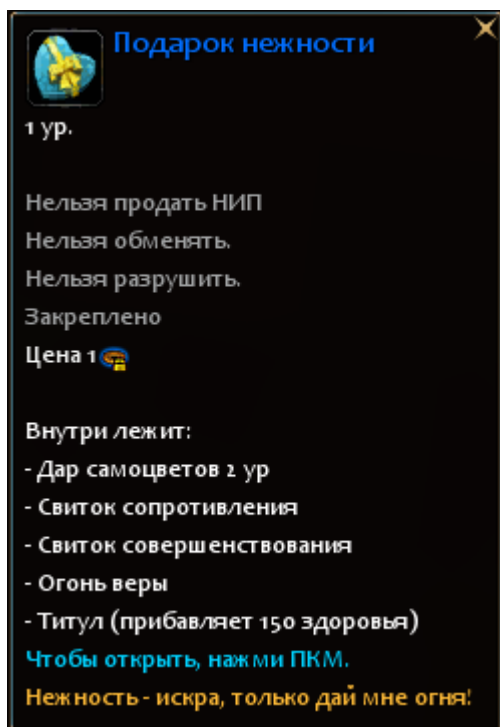 Подарок нежности
1 ур.
Нельзя продать НИП
Нельзя обменять.
Нельзя разрушить.
Закреплено
Цена 1
Внутри лежит:
- Дар самоцветов 2 ур
- Свиток сопротивления
- Свиток совершенствования
- Огонь веры
- Титул (прибавляет 150 здоровья)
Чтобы открыть, нажми ПКМ.
Нежность - искра, только дай мне огня!